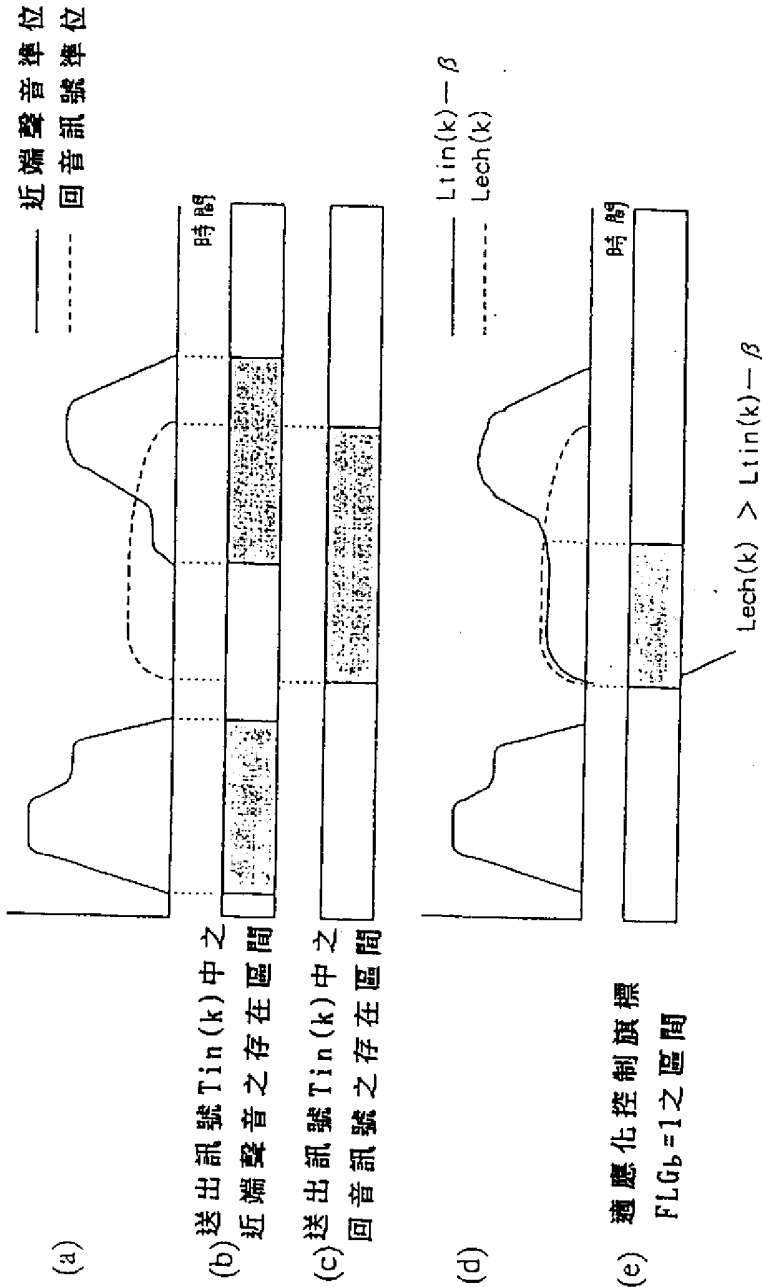 (a)
近端聲音準位
回音訊號準位
時間
(b)
送出訊號Tin(k)中之
近端聲音之存在區間
(c)
送出訊號Tin(k)中之
回音訊號之存在區間
(d)
Ltin(k)－β
Lech(k)
時間
(e)
適應化控制旗標
FLGb=1之區間
Lech(k) > Ltin(k)－β